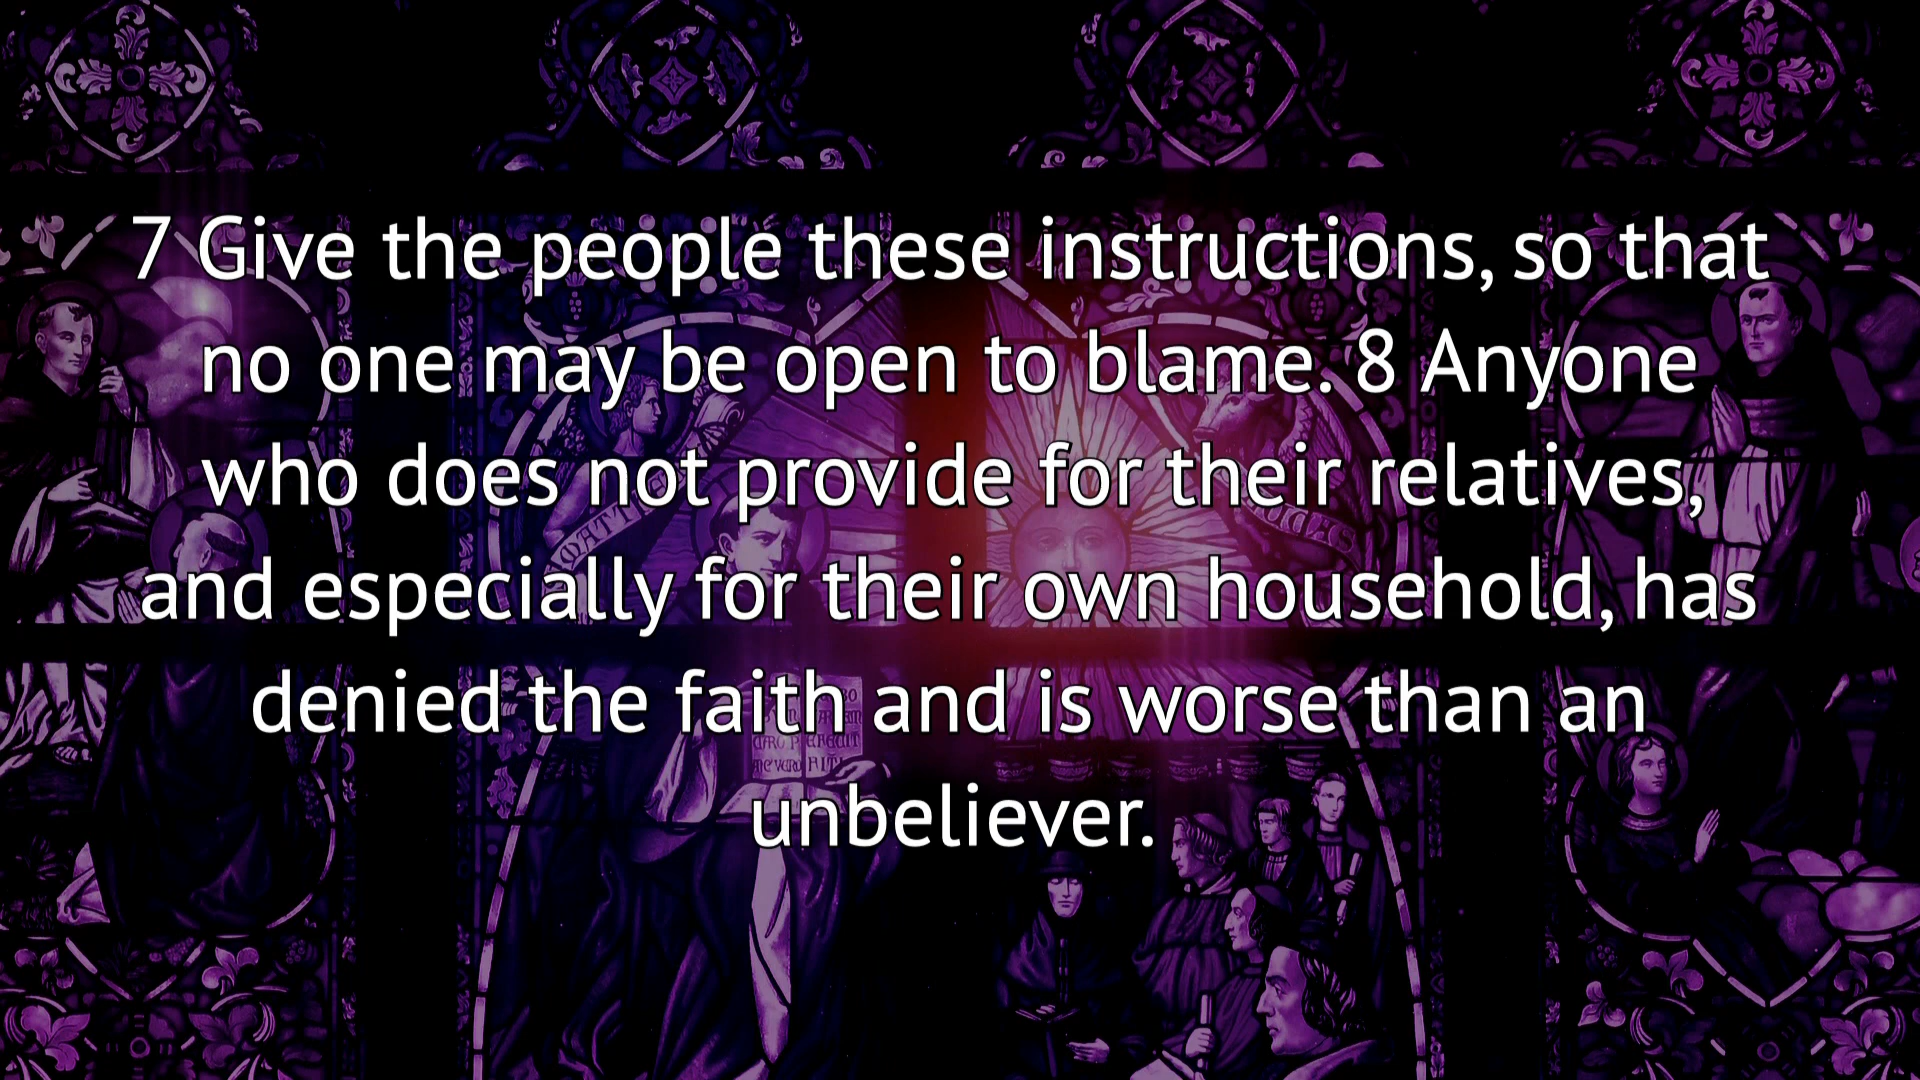 7 Give the people these instructions, so that
no one may be open to blame. 8 Anyone
who does not provide for their relatives,
and especially for their own household, has
denied the faith and is worse than an
unbeliever.